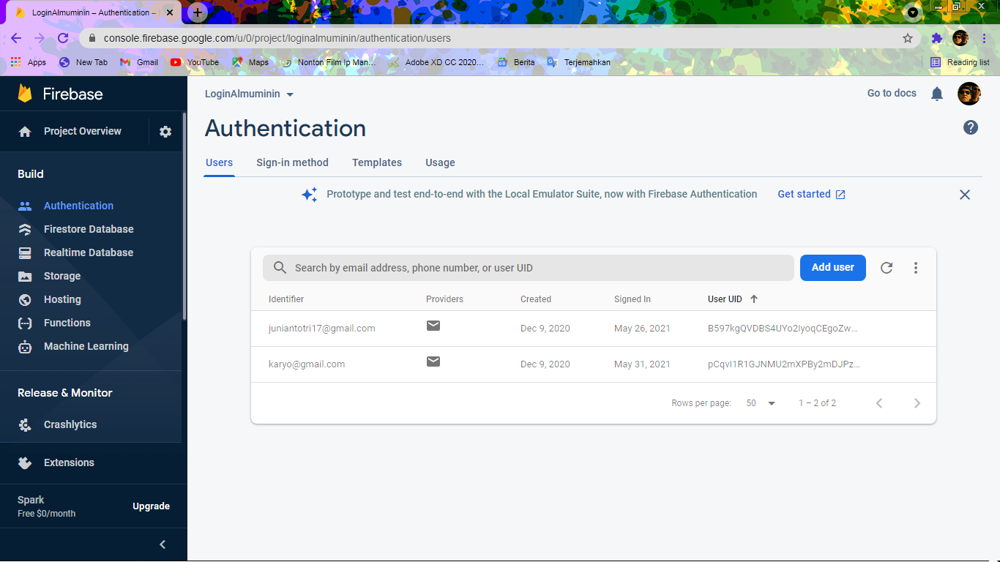 LoginAlmuminin – Authentication –
console.firebase.google.com/u/0/project/loginalmuminin/authentication/users
Apps New Tab Gmail YouTube Maps Nonton Film Ip Man... Adobe XD CC 2020... Berita Terjemahkan Reading list
Firebase
LoginAlmuminin
Go to docs
Project Overview
Authentication
Users Sign-in method Templates Usage
Build
Authentication
Firestore Database
Realtime Database
Storage
Hosting
Functions
Machine Learning
Release & Monitor
Crashlytics
Extensions
Spark
Free $0/month
Upgrade
Prototype and test end-to-end with the Local Emulator Suite, now with Firebase Authentication Get started
Search by email address, phone number, or user UID
Add user
Identifier Providers Created Signed In User UID
juniantotri17@gmail.com Dec 9, 2020 May 26, 2021 B597kgQVDBS4UYo2IyoqCEgoZw...
karyo@gmail.com Dec 9, 2020 May 31, 2021 pCqvI1R1GJNMU2mXPBy2mDJPz...
Rows per page: 50 1 – 2 of 2